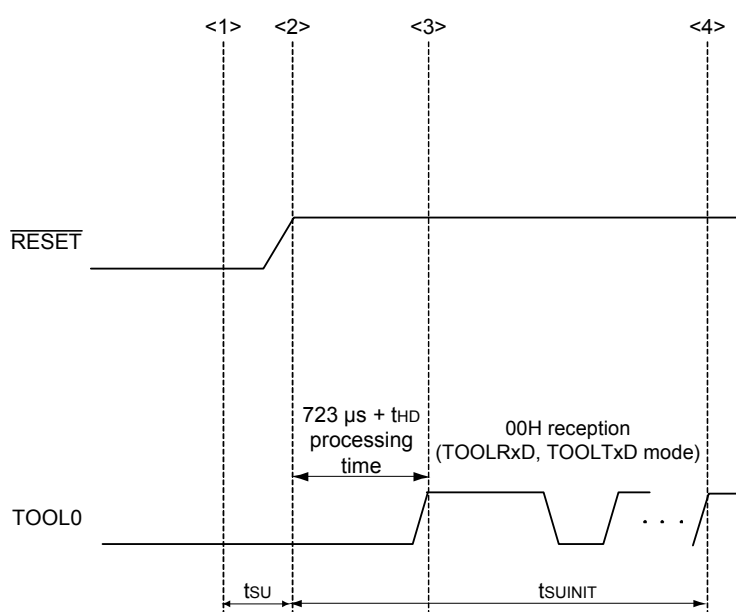 <1> <2> <3> <4>
RESET
723 µs + tHD
processing
time
00H reception
(TOOLRxD, TOOLTxD mode)
TOOL0
. . .
tSU tSUINIT